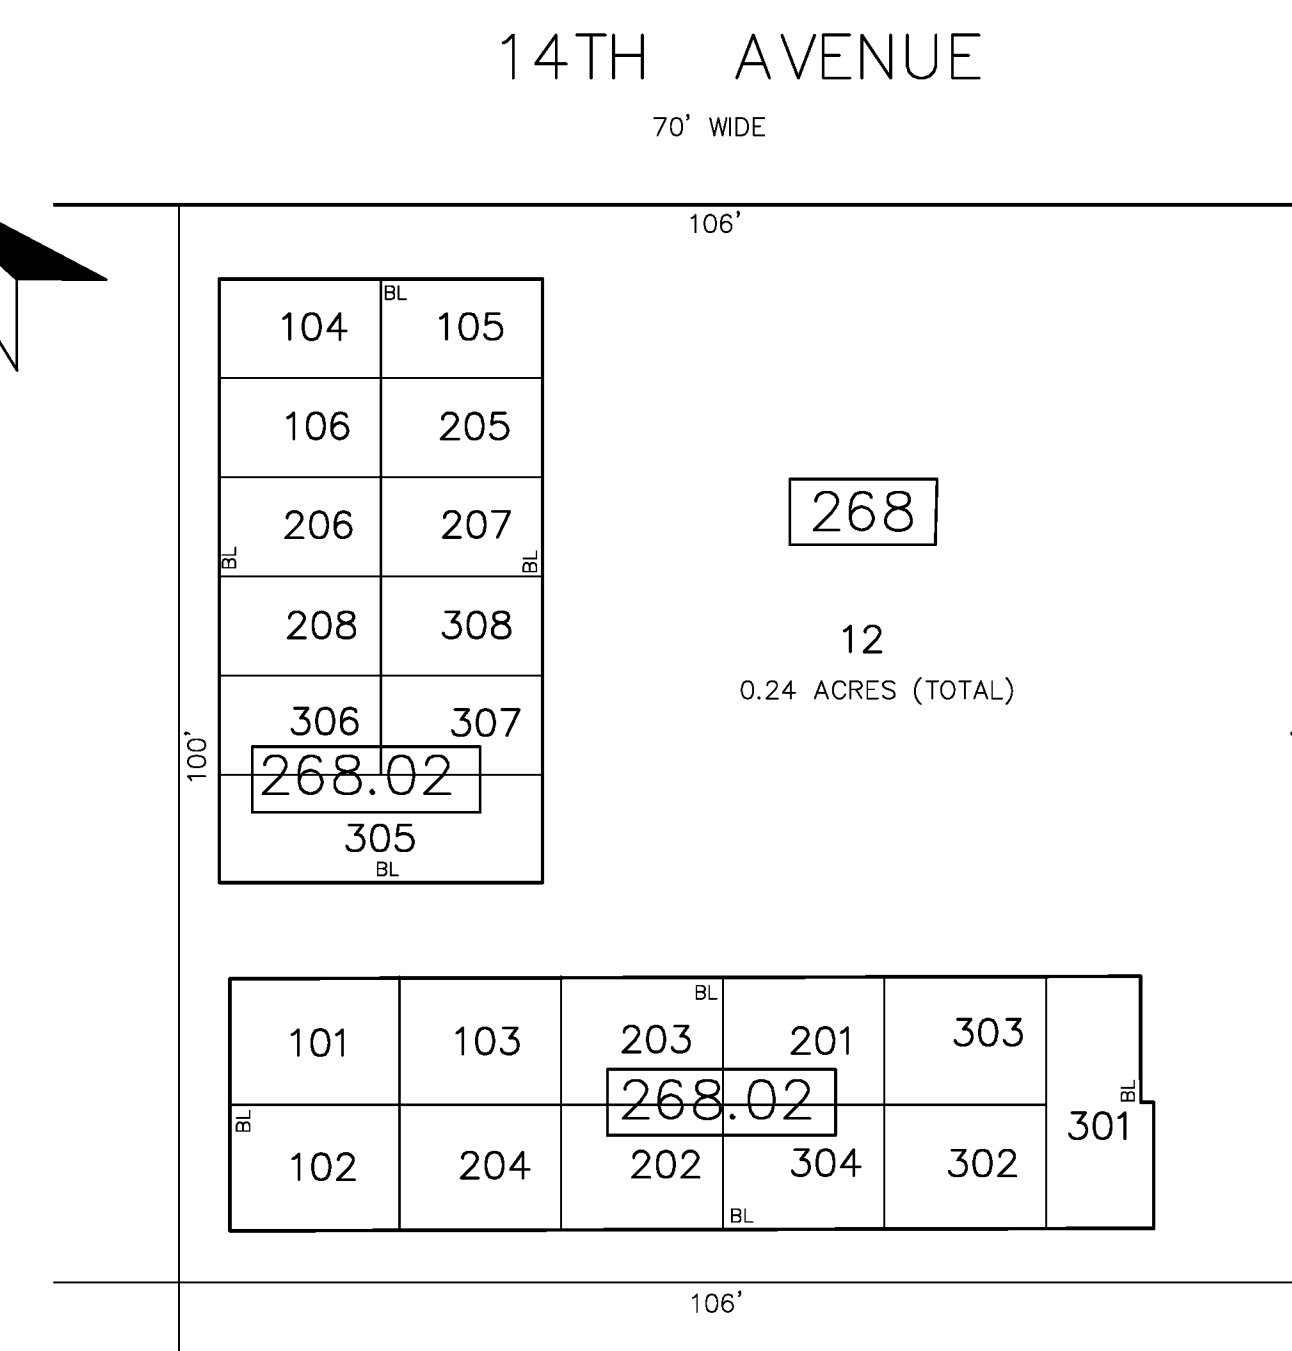 14TH AVENUE
70' WIDE
106'
BL
104 105
106 205
268
206 207
BL BL
208 308
12
0.24 ACRES (TOTAL)
306 307
100'
268.02
305
BL
BL
101 103 203 201 303
268.02
BL BL
301
102 204 202 304 302
BL
106'